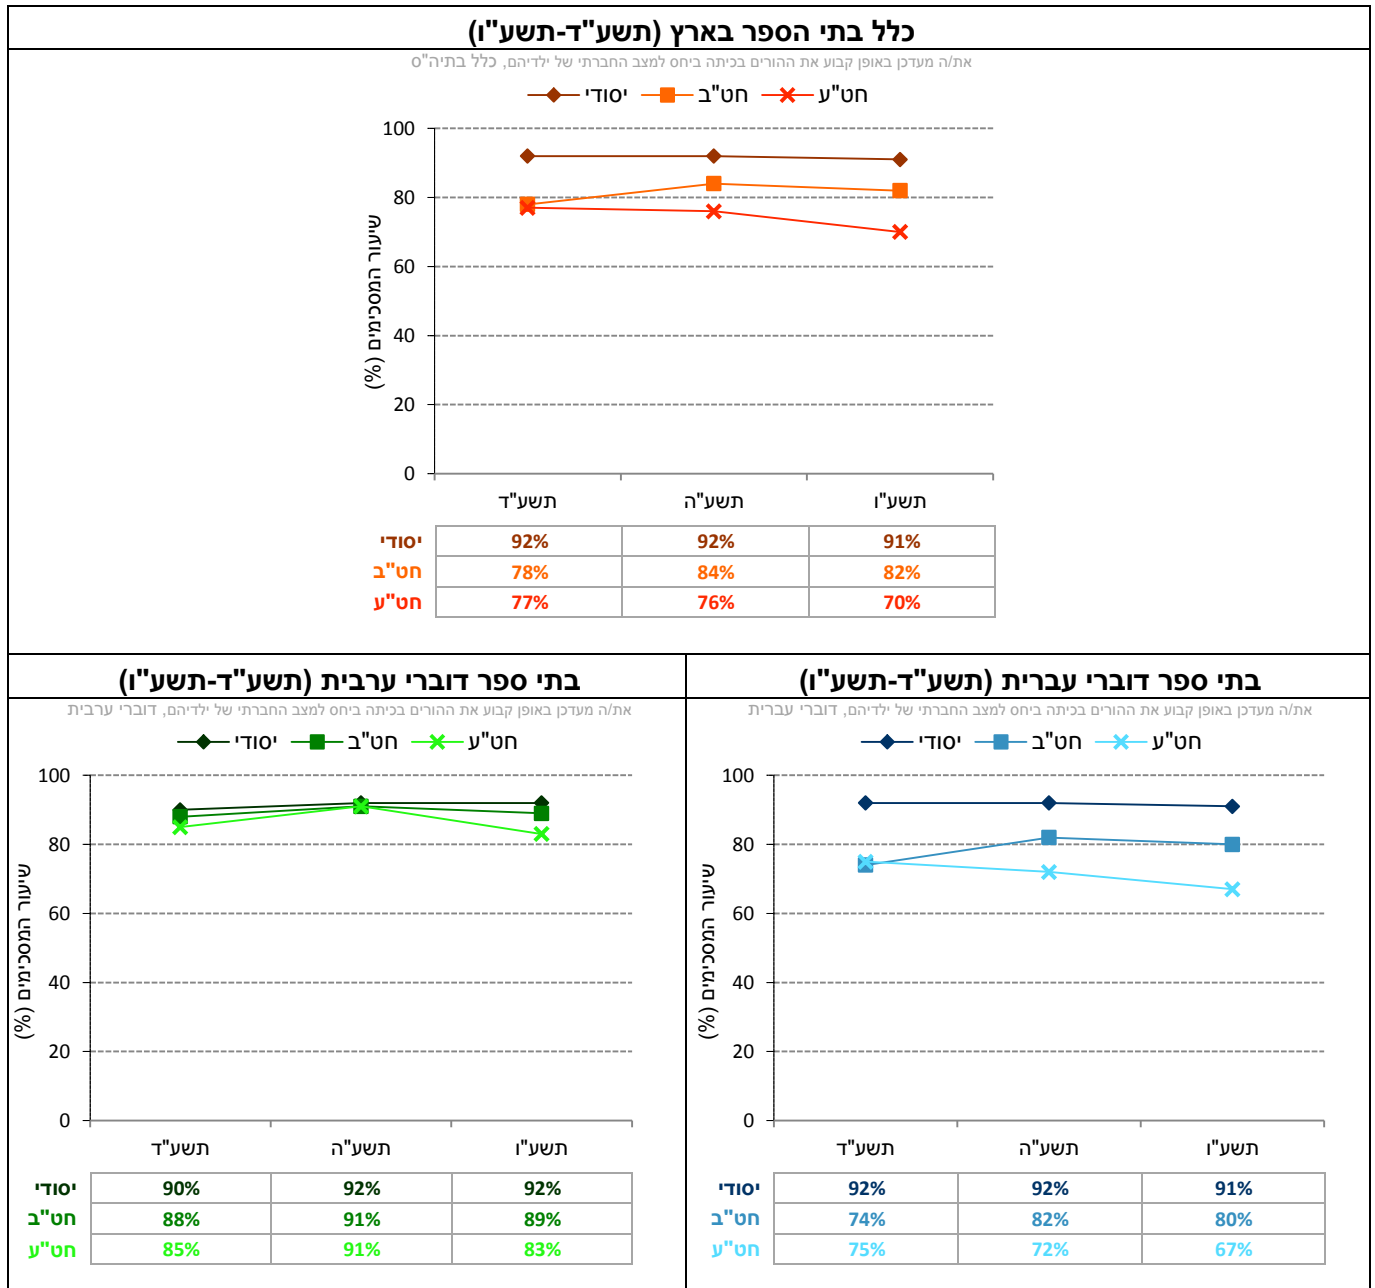 כלל בתי הספר בארץ (תשע"ד-תשע"ו)
את/ה מעדכן באופן קבוע את ההורים בכיתה ביחס למצב החברתי של ילדיהם, כלל בתיה"ס
יסודי חט"ב חט"ע
שיעור המסכימים (%)
100
80
60
40
20
0
תשע"ד תשע"ה תשע"ו
יסודי 92% 92% 91%
חט"ב 78% 84% 82%
חט"ע 77% 76% 70%
בתי ספר דוברי עברית (תשע"ד-תשע"ו)
את/ה מעדכן באופן קבוע את ההורים בכיתה ביחס למצב החברתי של ילדיהם, דוברי עברית
יסודי חט"ב חט"ע
שיעור המסכימים (%)
100
80
60
40
20
0
תשע"ד תשע"ה תשע"ו
יסודי 92% 92% 91%
חט"ב 74% 82% 80%
חט"ע 75% 72% 67%
בתי ספר דוברי ערבית (תשע"ד-תשע"ו)
את/ה מעדכן באופן קבוע את ההורים בכיתה ביחס למצב החברתי של ילדיהם, דוברי ערבית
יסודי חט"ב חט"ע
שיעור המסכימים (%)
100
80
60
40
20
0
תשע"ד תשע"ה תשע"ו
יסודי 90% 92% 92%
חט"ב 88% 91% 89%
חט"ע 85% 91% 83%